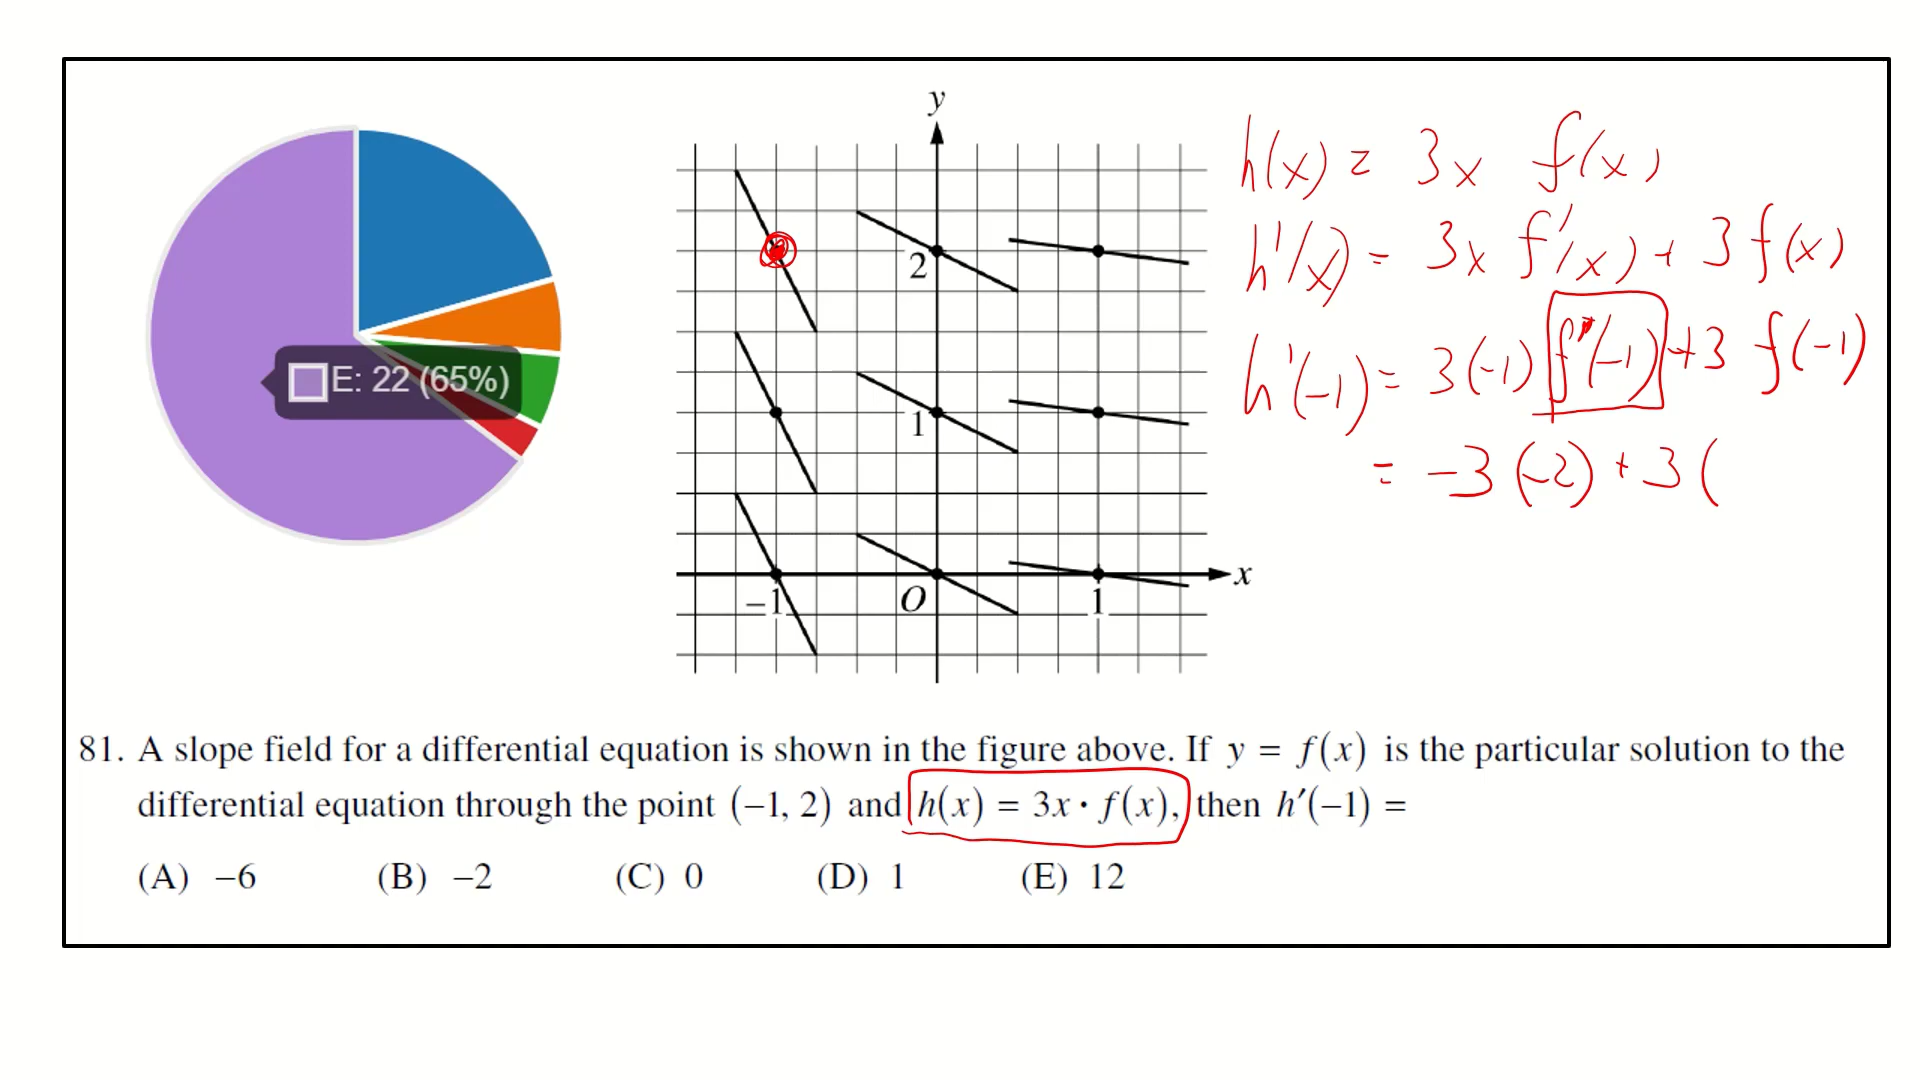 E: 22 (65%)
y
2
1
−1
O
1
x
h(x) = 3x f(x)
h'(x) = 3x f'(x) + 3 f(x)
h'(-1) = 3(-1) f'(-1) + 3 f(-1)
= -3 (-2) + 3 (
81. A slope field for a differential equation is shown in the figure above. If y = f(x) is the particular solution to the
differential equation through the point (−1, 2) and h(x) = 3x • f(x), then h′(−1) =
(A) −6 (B) −2 (C) 0 (D) 1 (E) 12